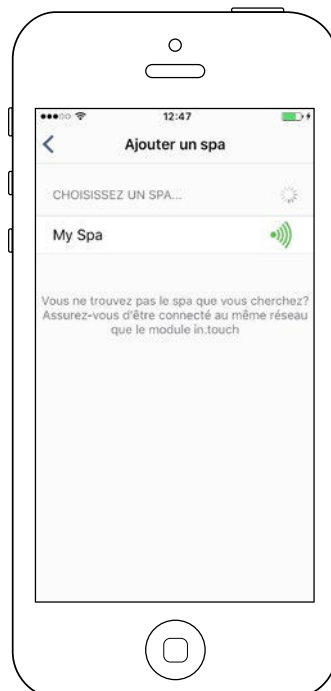 12:47
Ajouter un spa
CHOISISSEZ UN SPA...
My Spa
Vous ne trouvez pas le spa que vous cherchez?
Assurez-vous d'être connecté au même réseau
que le module in.touch